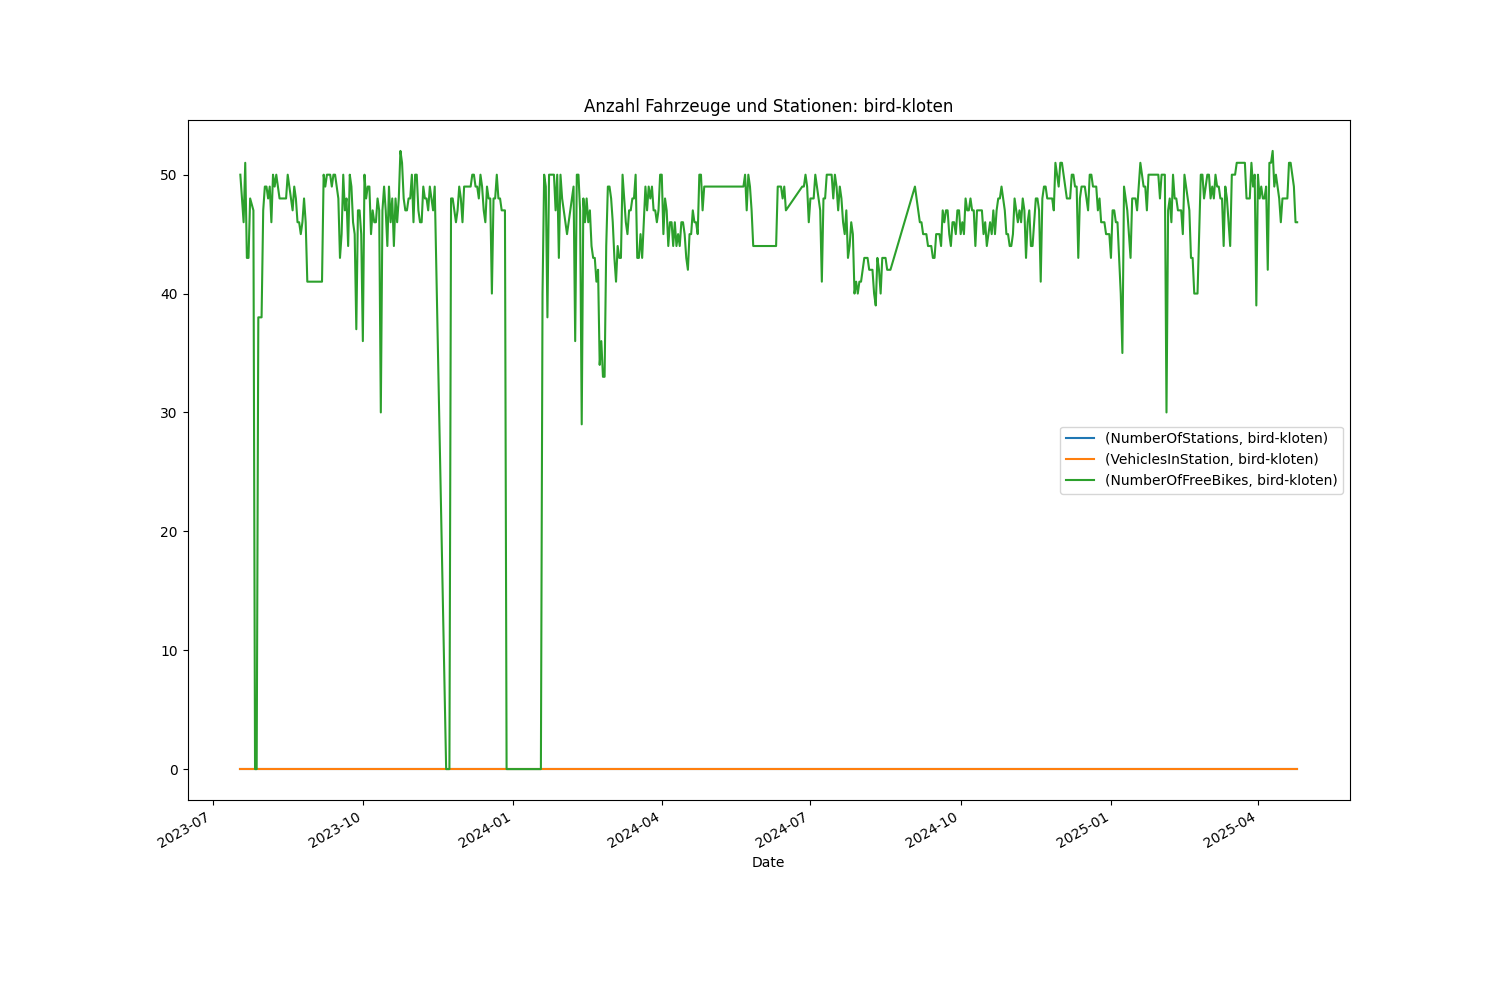 Anzahl Fahrzeuge und Stationen: bird-kloten
50
40
30
20
10
0
(NumberOfStations, bird-kloten)
(VehiclesInStation, bird-kloten)
(NumberOfFreeBikes, bird-kloten)
2023-07
2023-10
2024-01
2024-04
2024-07
2024-10
2025-01
2025-04
Date